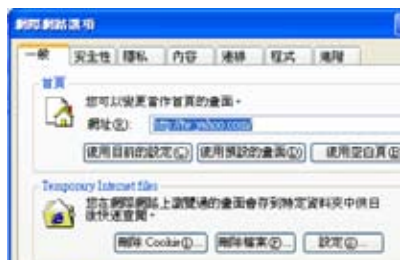 網際網路選項
一般 安全性 隱私 內容 連線 程式 進階
首頁
您可以變更當作首頁的畫面。
網址(R): http://tw.yahoo.com/
使用目前的設定(C) 使用預設的畫面(D) 使用空白頁(B
Temporary Internet files
您在網際網路上瀏覽過的畫面會存到特定資料夾中供日
後快速查閱。
刪除 Cookie(I)... 刪除檔案(F)... 設定(S)...